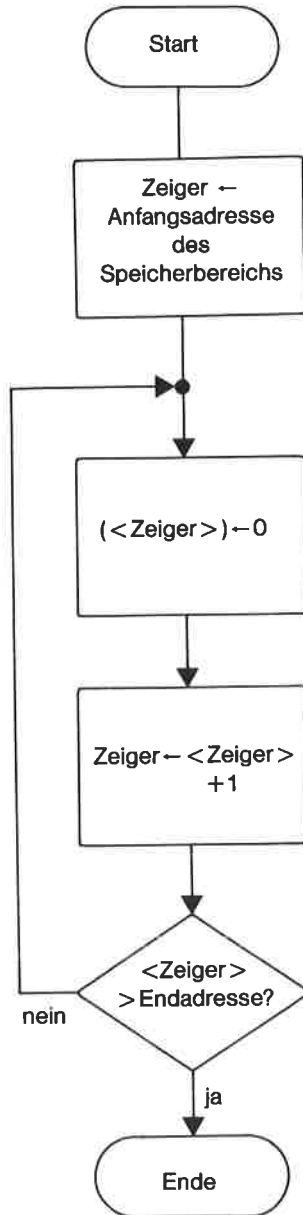 Start
Zeiger ←
Anfangsadresse
des
Speicherbereichs
(<Zeiger>)←0
Zeiger←<Zeiger>
+1
<Zeiger>
>Endadresse?
nein
ja
Ende